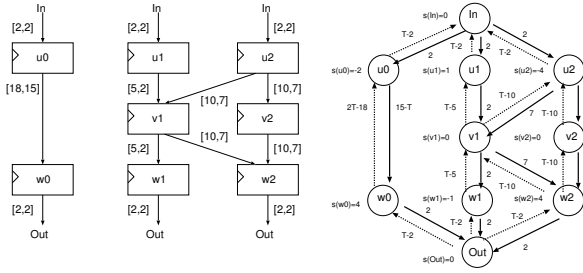 In In In
[2,2] [2,2] [2,2]
u0 u1 u2
[18,15] [5,2] [10,7] [10,7]
v1 v2
[10,7]
[5,2] [10,7]
w0 w1 w2
[2,2] [2,2] [2,2]
Out Out Out
s(In)=0 In
T-2 T-2 2 T-2 2
2
s(u0)=-2 u0 s(u1)=1 u1 s(u2)=-4 u2
T-10
2T-18 15-T T-5 2 T-10
7
s(v1)=0 v1 s(v2)=0 v2
T-5 2 7 T-10
T-10
s(w0)=4 w0 s(w1)=-1 w1 s(w2)=4 w2
2 T-2 2
T-2 T-2 2
s(Out)=0 Out